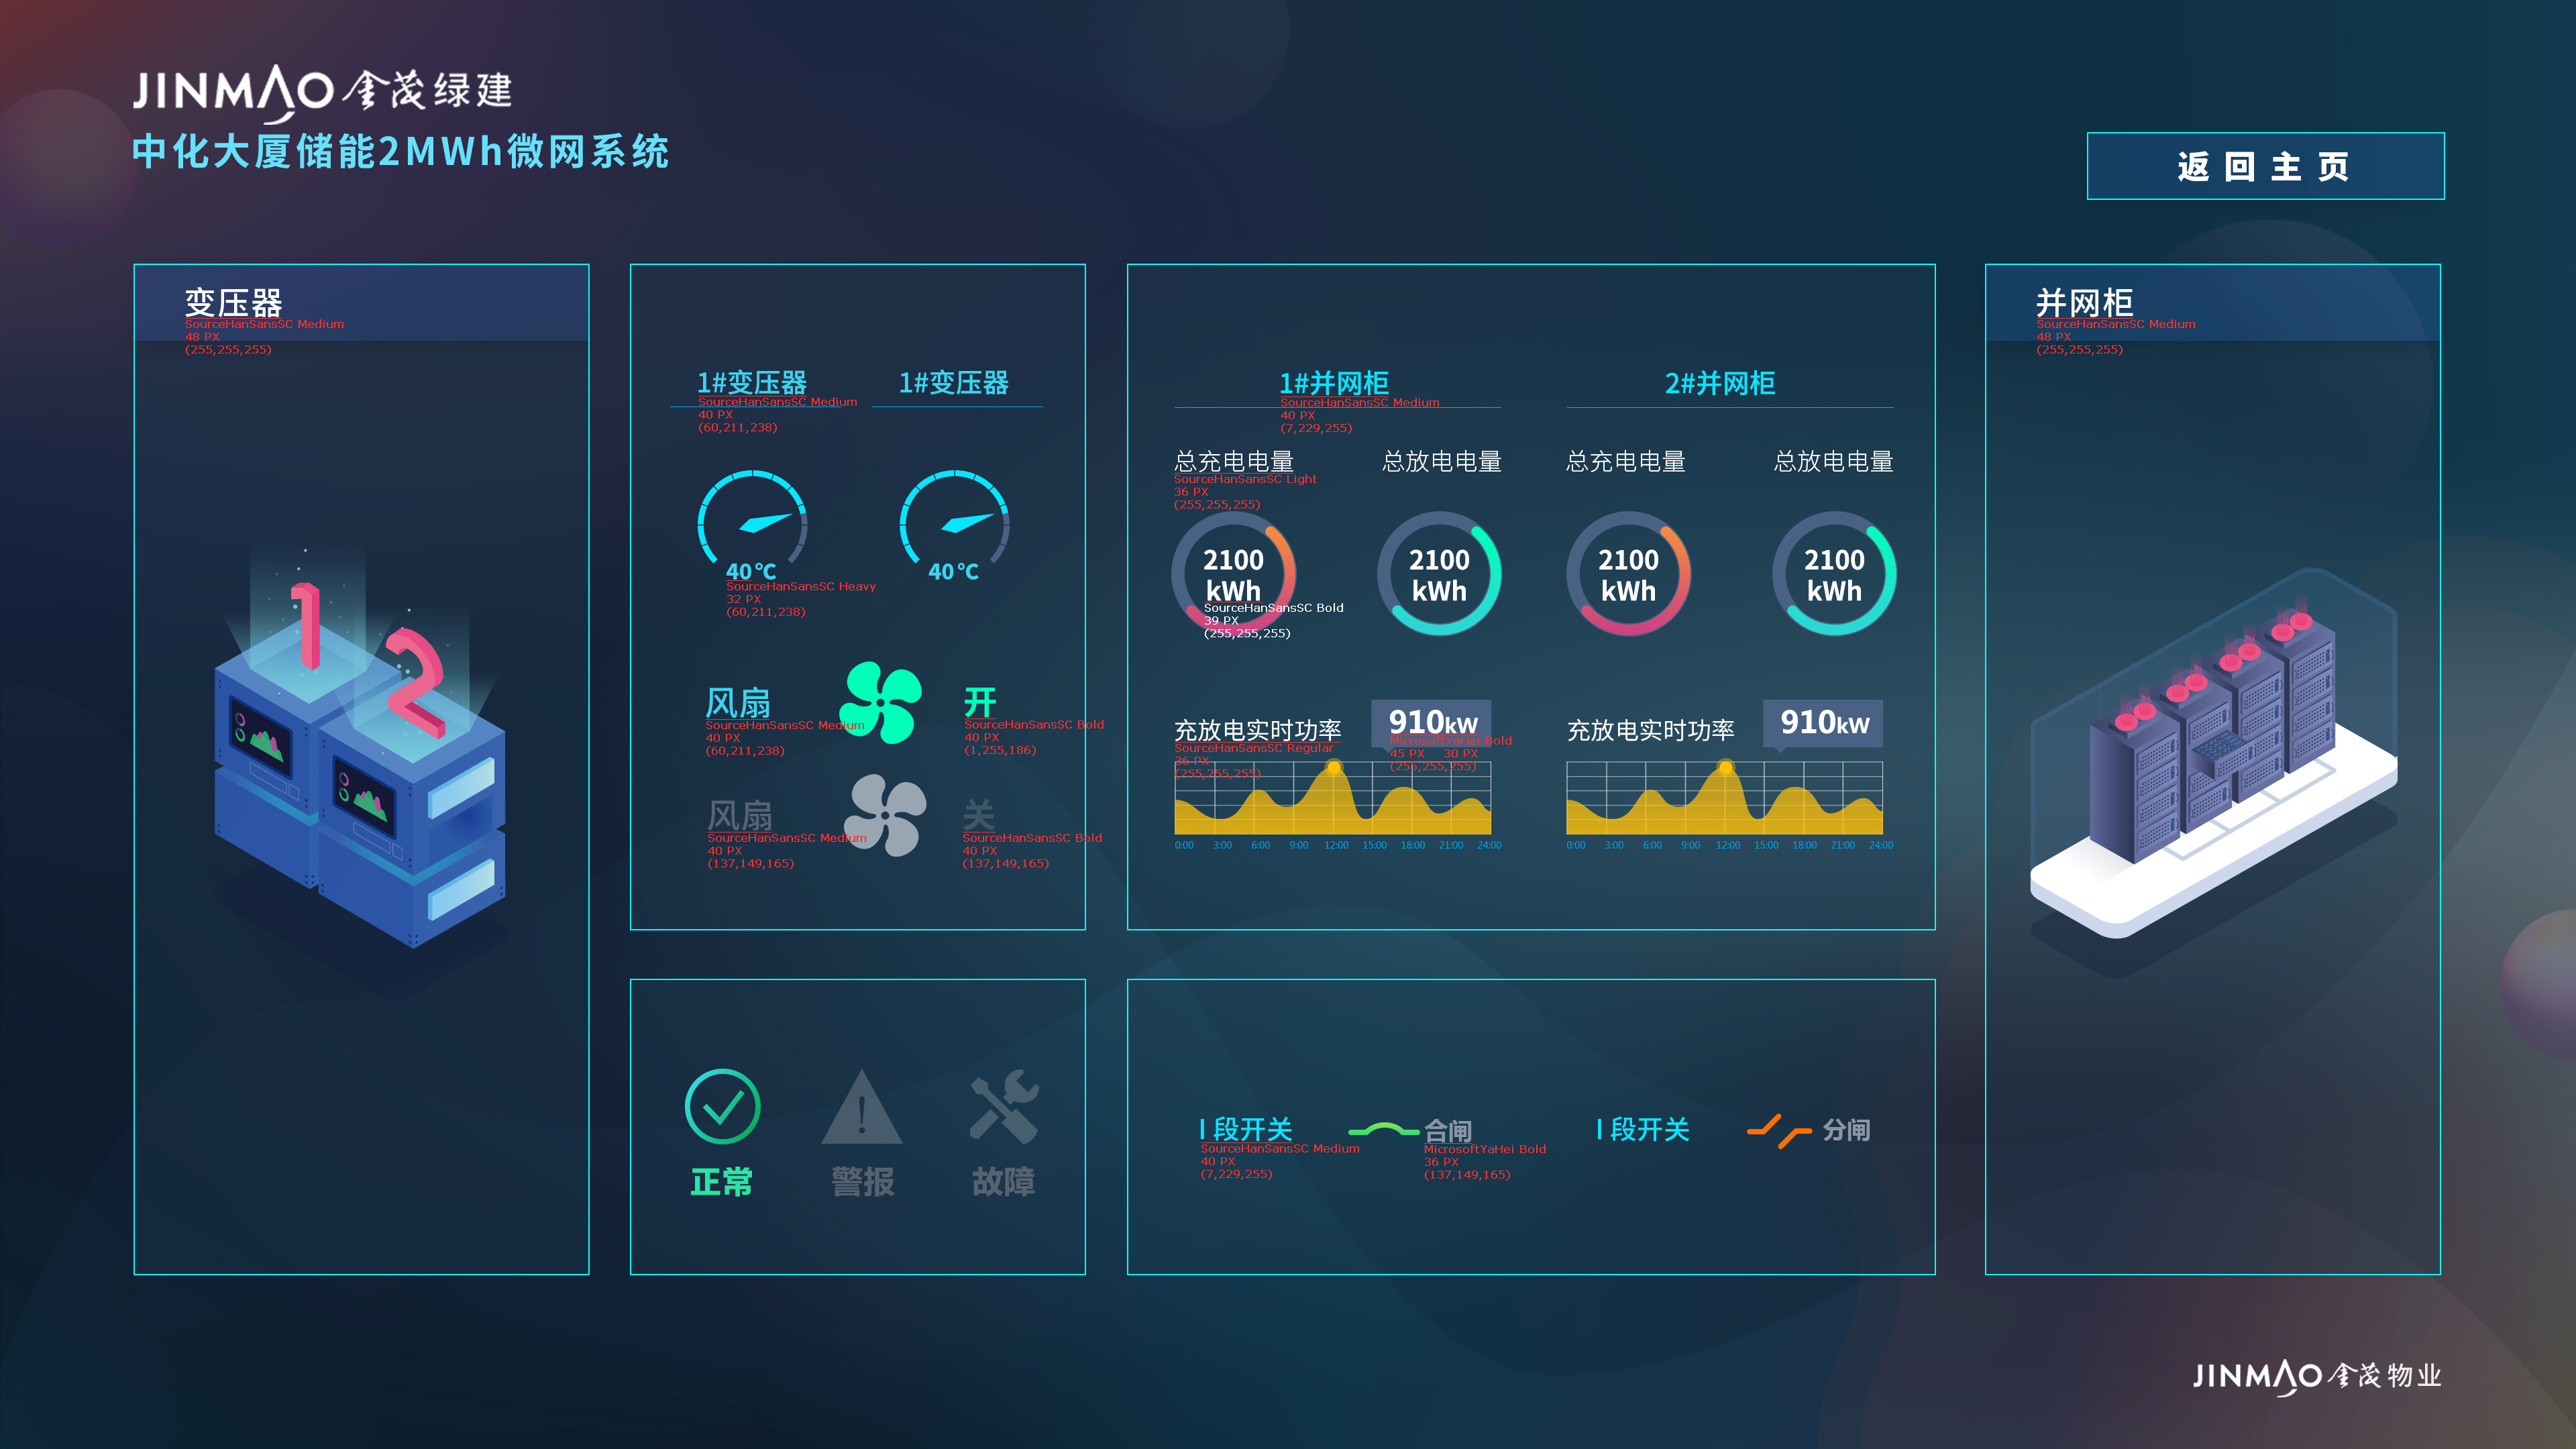 JINMAO 金茂绿建
中化大厦储能2MWh微网系统
返回主页
变压器
SourceHanSansSC Medium
48 PX
(255,255,255)
1
2
1#变压器
SourceHanSansSC Medium
40 PX
(60,211,238)
1#变压器
40°C
SourceHanSansSC Heavy
32 PX
(60,211,238)
40°C
风扇
SourceHanSansSC Medium
40 PX
(60,211,238)
开
SourceHanSansSC Bold
40 PX
(1,255,186)
风扇
SourceHanSansSC Medium
40 PX
(137,149,165)
关
SourceHanSansSC Bold
40 PX
(137,149,165)
1#并网柜
SourceHanSansSC Medium
40 PX
(7,229,255)
2#并网柜
总充电电量
SourceHanSansSC Light
36 PX
(255,255,255)
总放电电量
总充电电量
总放电电量
2100
kWh
SourceHanSansSC Bold
39 PX
(255,255,255)
2100
kWh
2100
kWh
2100
kWh
充放电实时功率
SourceHanSansSC Regular
36 PX
(255,255,255)
910kW
MicrosoftYaHei Bold
45 PX 30 PX
(255,255,255)
0:00 3:00 6:00 9:00 12:00 15:00 18:00 21:00 24:00
充放电实时功率
910kW
0:00 3:00 6:00 9:00 12:00 15:00 18:00 21:00 24:00
并网柜
SourceHanSansSC Medium
48 PX
(255,255,255)
正常
警报
故障
I 段开关
SourceHanSansSC Medium
40 PX
(7,229,255)
合闸
MicrosoftYaHei Bold
36 PX
(137,149,165)
I 段开关
分闸
JINMAO 金茂物业